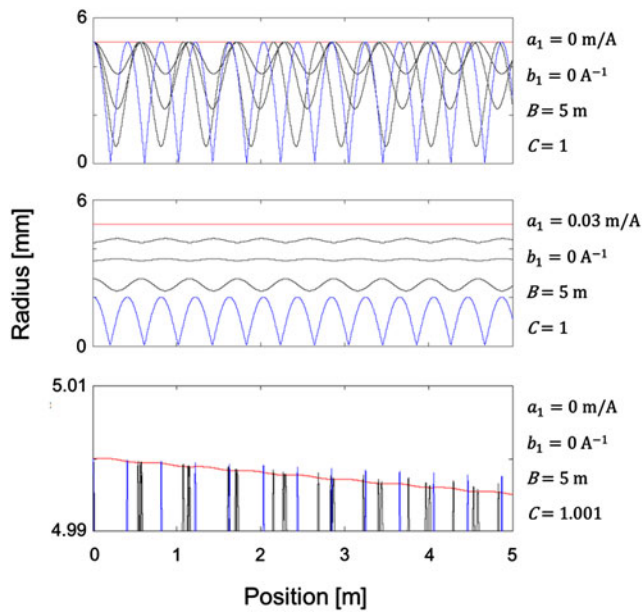 6
0
a₁ = 0 m/A
b₁ = 0 A⁻¹
B = 5 m
C = 1
Radius [mm]
6
0
a₁ = 0.03 m/A
b₁ = 0 A⁻¹
B = 5 m
C = 1
5.01
4.99
a₁ = 0 m/A
b₁ = 0 A⁻¹
B = 5 m
C = 1.001
0 1 2 3 4 5
Position [m]